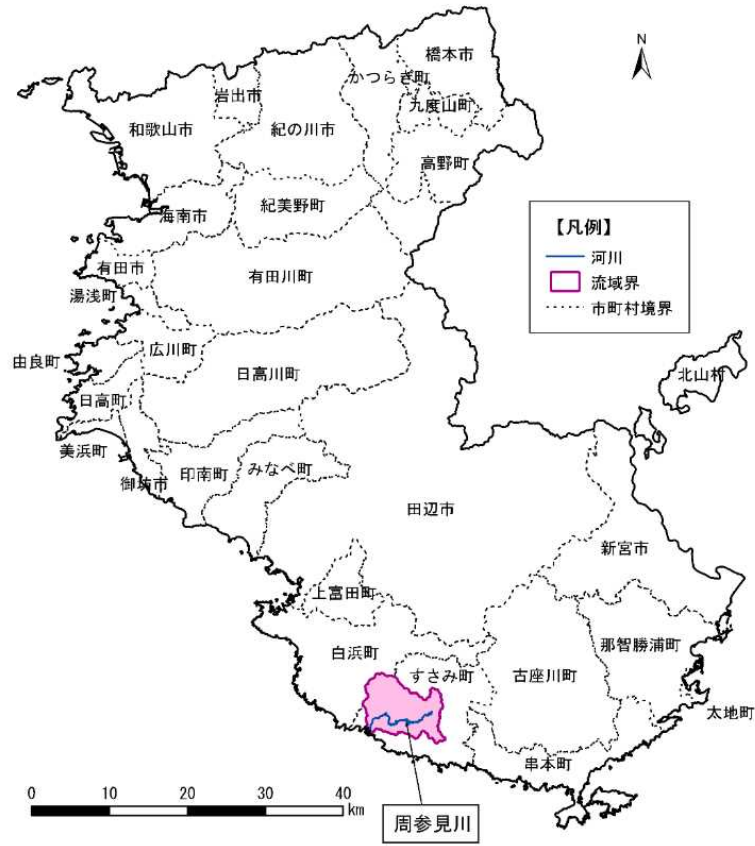 N
橋本市
かつらぎ町
岩出市
九度山町
和歌山市
紀の川市
高野町
海南市
紀美野町
【凡例】
河川
流域界
市町村境界
有田市
有田川町
湯浅町
広川町
由良町
日高川町
北山村
日高町
美浜町
印南町
みなべ町
御坊市
田辺市
新宮市
上富田町
白浜町
すさみ町
古座川町
那智勝浦町
太地町
串本町
0 10 20 30 40
km
周参見川